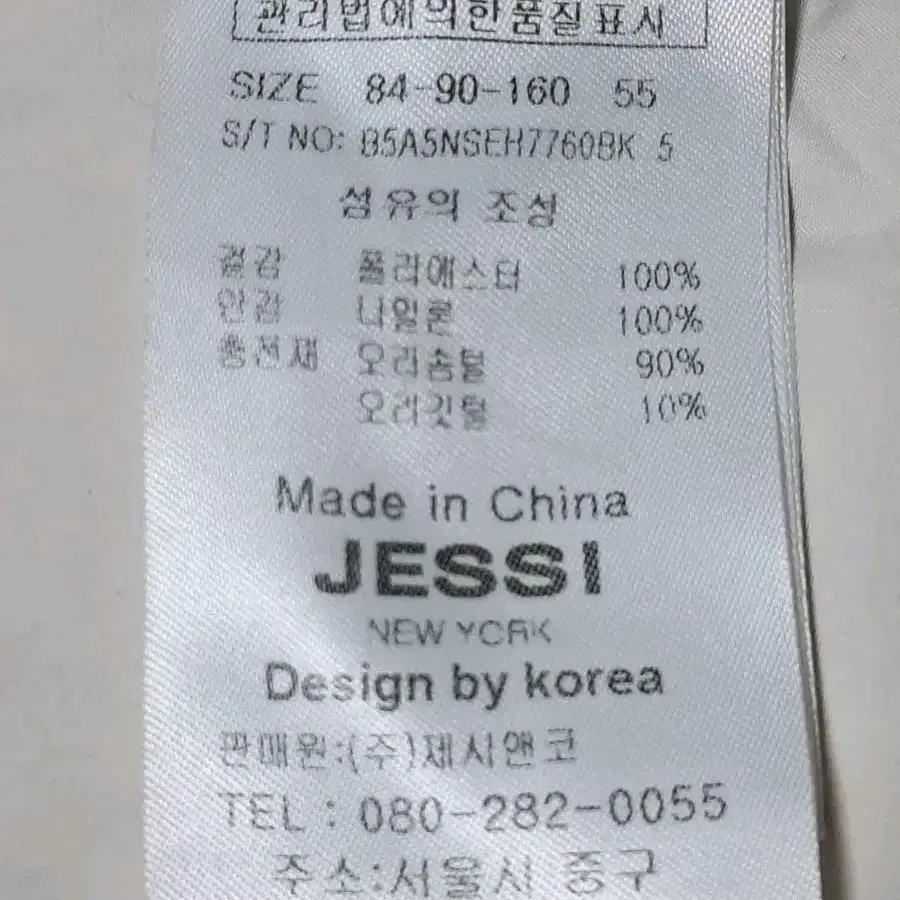 관리법에의한품질표시
SIZE 84-90-160 55
S/T NO: B5A5NSEH7760BK 5
섬유의 조성
겉감 폴리에스터 100%
안감 나일론 100%
충전재 오리솜털 90%
오리깃털 10%
Made in China
JESSI
NEW YORK
Design by korea
판매원:(주)제시앤코
TEL : 080-282-0055
주소:서울시 중구